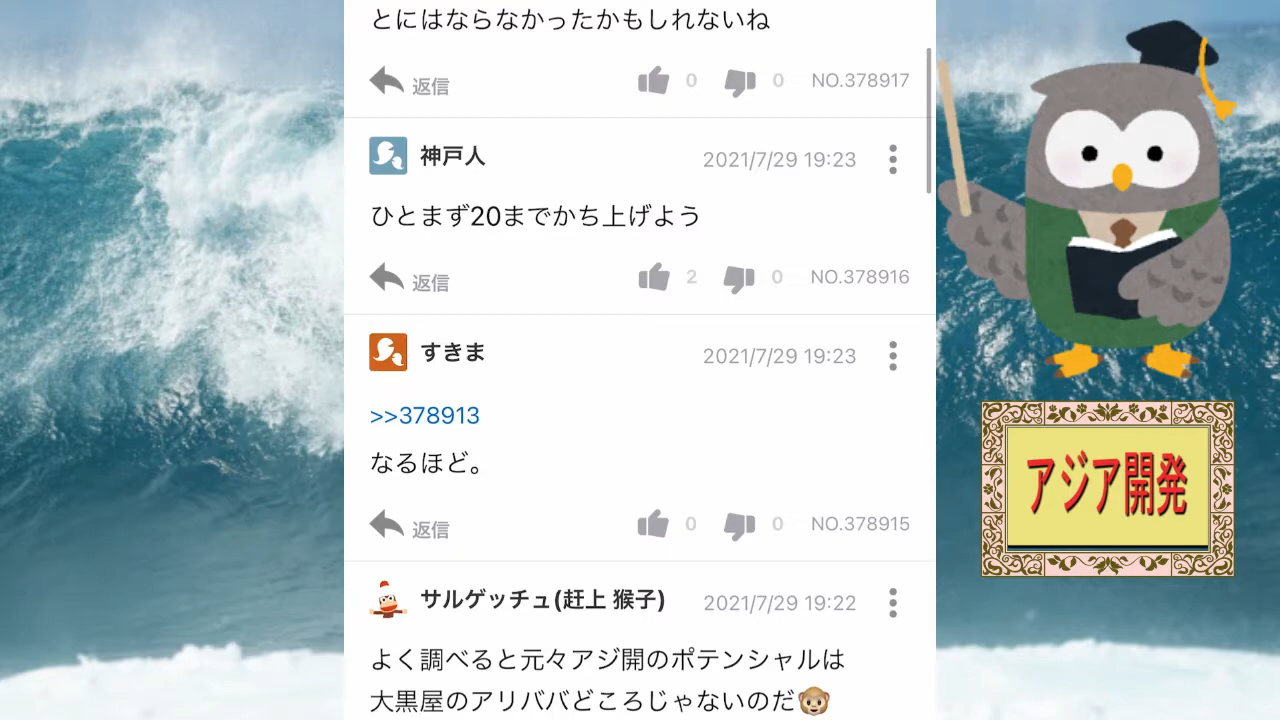 とにはならなかったかもしれないね
返信 0 0 NO.378917
神戸人 2021/7/29 19:23
ひとまず20までかち上げよう
返信 2 0 NO.378916
すきま 2021/7/29 19:23
>>378913
なるほど。
返信 0 0 NO.378915
サルゲッチュ(赶上 猴子) 2021/7/29 19:22
よく調べると元々アジ開のポテンシャルは
大黒屋のアリババどころじゃないのだ🐵
アジア開発